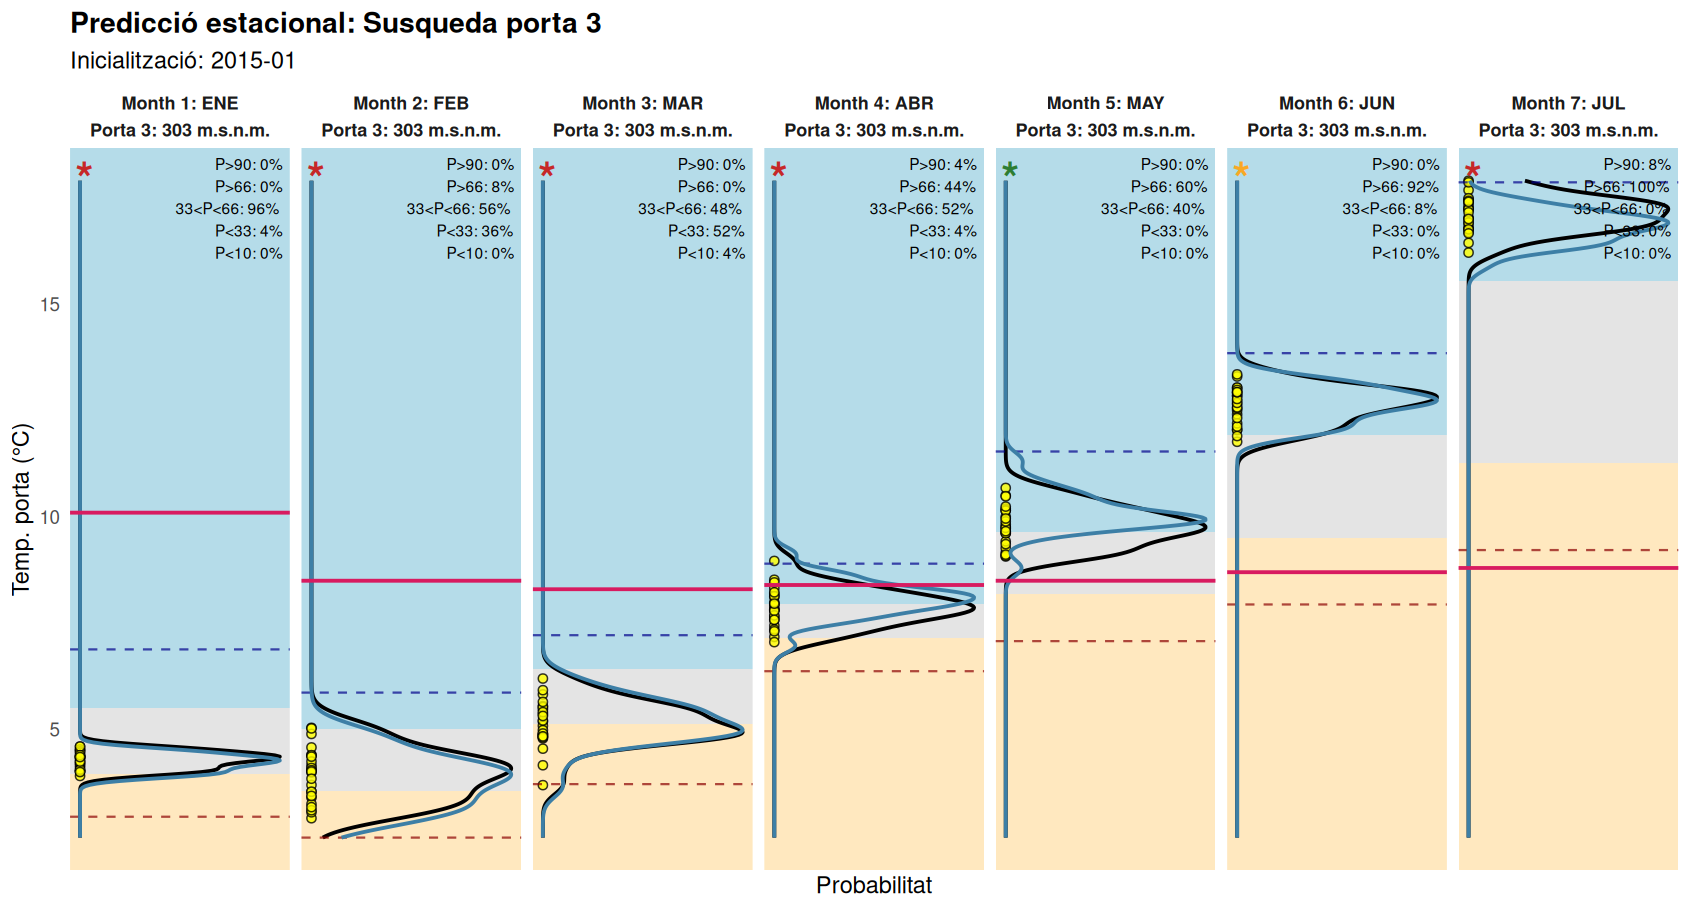 Predicció estacional: Susqueda porta 3
Inicialització: 2015-01
Month 1: ENE
Porta 3: 303 m.s.n.m.
Month 2: FEB
Porta 3: 303 m.s.n.m.
Month 3: MAR
Porta 3: 303 m.s.n.m.
Month 4: ABR
Porta 3: 303 m.s.n.m.
Month 5: MAY
Porta 3: 303 m.s.n.m.
Month 6: JUN
Porta 3: 303 m.s.n.m.
Month 7: JUL
Porta 3: 303 m.s.n.m.
*
P>90: 0%
P>66: 0%
33<P<66: 96%
P<33: 4%
P<10: 0%
*
P>90: 0%
P>66: 8%
33<P<66: 56%
P<33: 36%
P<10: 0%
*
P>90: 0%
P>66: 0%
33<P<66: 48%
P<33: 52%
P<10: 4%
*
P>90: 4%
P>66: 44%
33<P<66: 52%
P<33: 4%
P<10: 0%
*
P>90: 0%
P>66: 60%
33<P<66: 40%
P<33: 0%
P<10: 0%
*
P>90: 0%
P>66: 92%
33<P<66: 8%
P<33: 0%
P<10: 0%
*
P>90: 8%
P>66: 100%
33<P<66: 0%
P<33: 0%
P<10: 0%
15
10
5
Temp. porta (°C)
Probabilitat